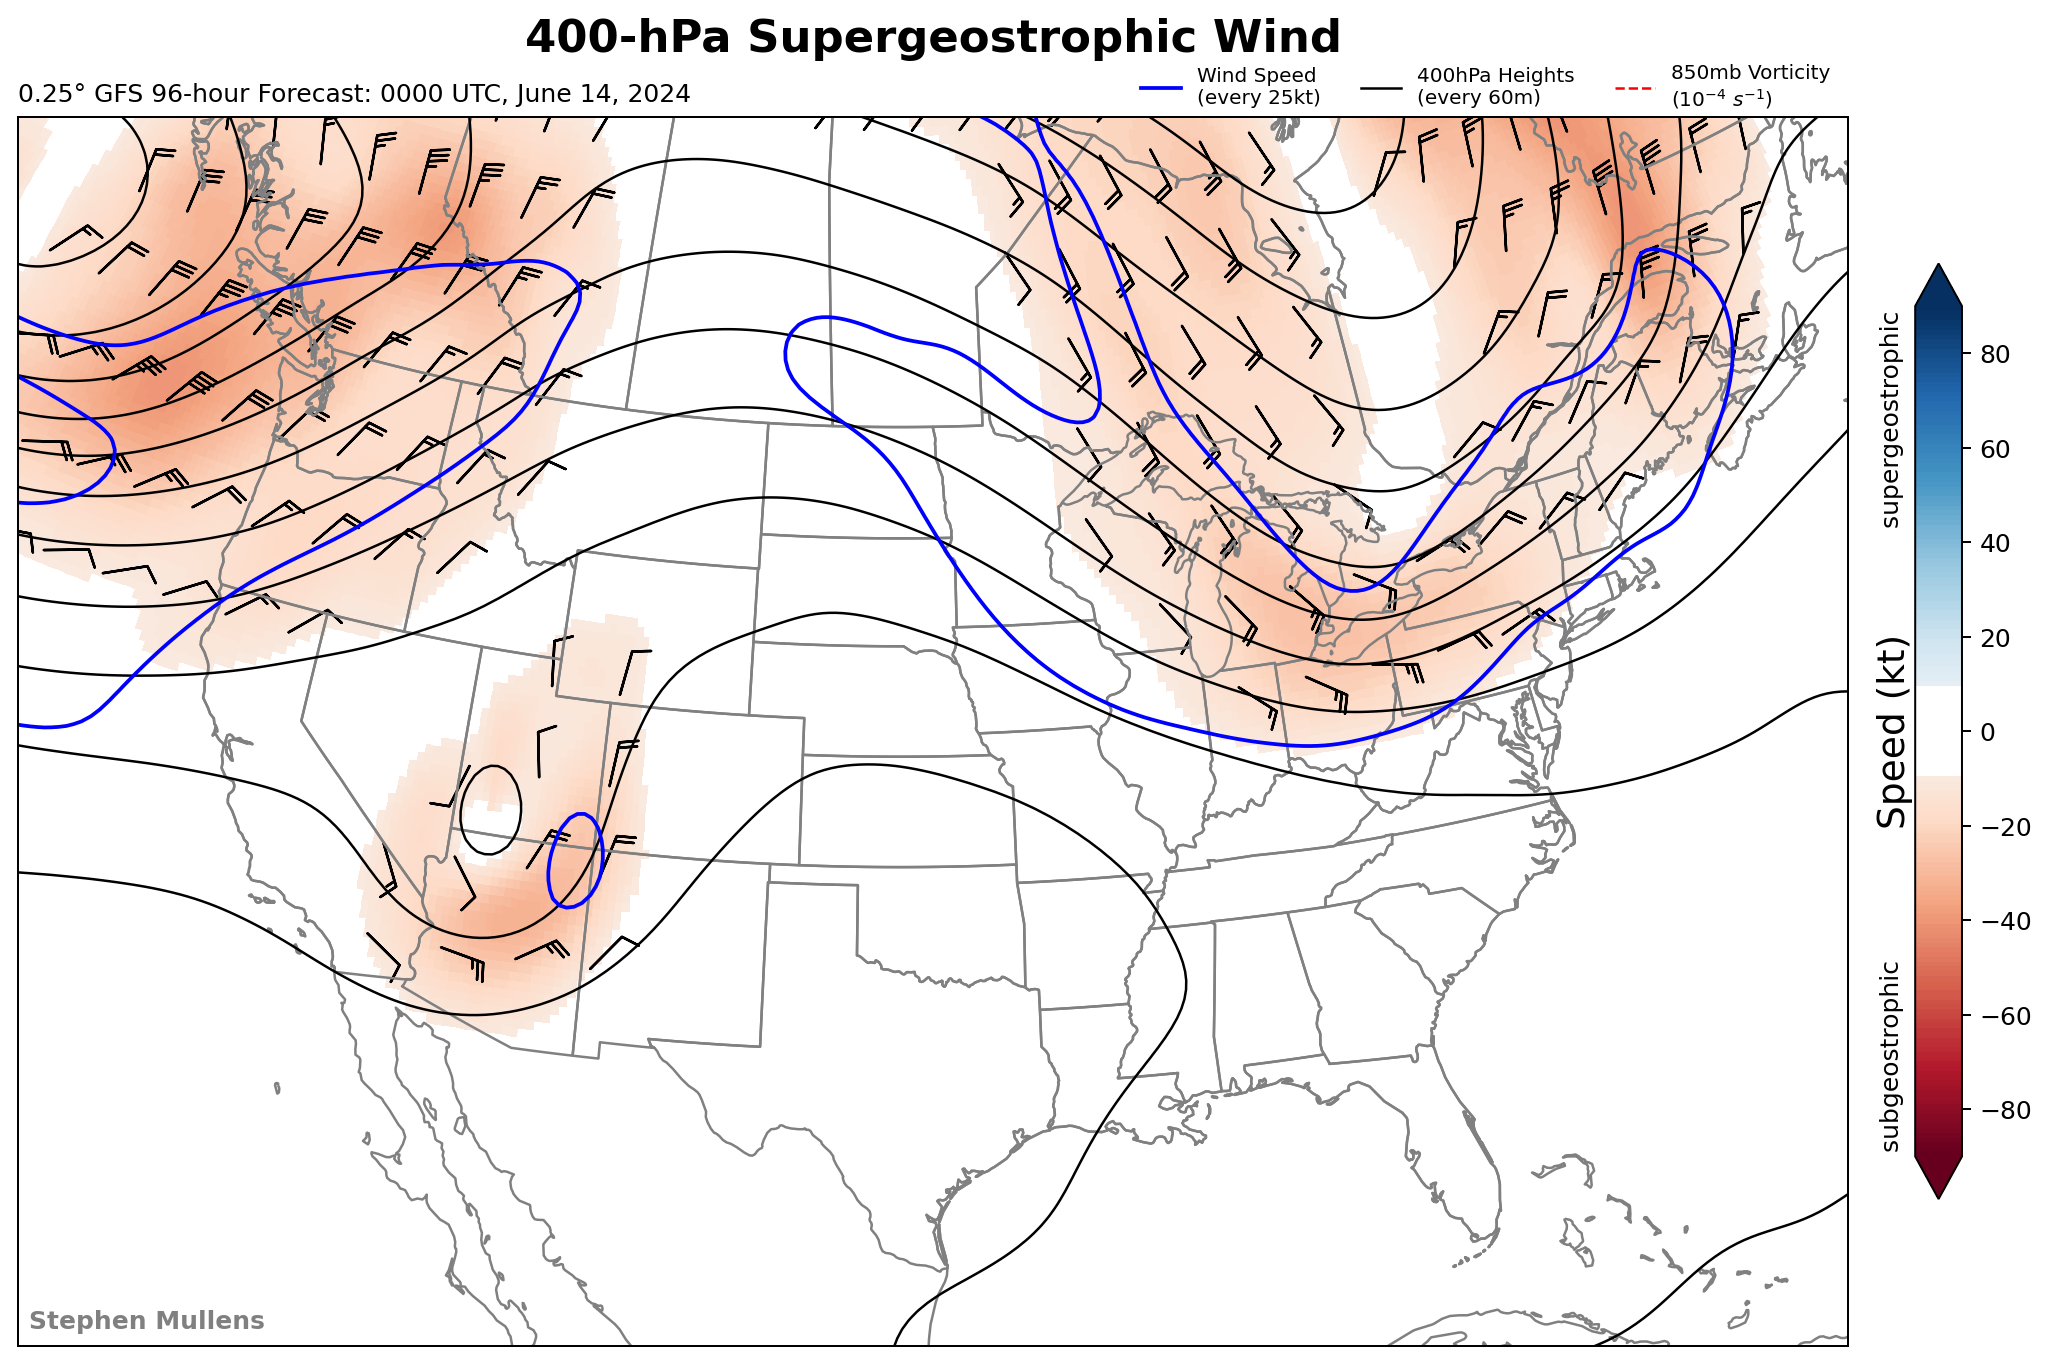 400-hPa Supergeostrophic Wind
0.25° GFS 96-hour Forecast: 0000 UTC, June 14, 2024
Wind Speed
(every 25kt)
400hPa Heights
(every 60m)
850mb Vorticity
(10⁻⁴ s⁻¹)
supergeostrophic
Speed (kt)
subgeostrophic
80
60
40
20
0
−20
−40
−60
−80
Stephen Mullens